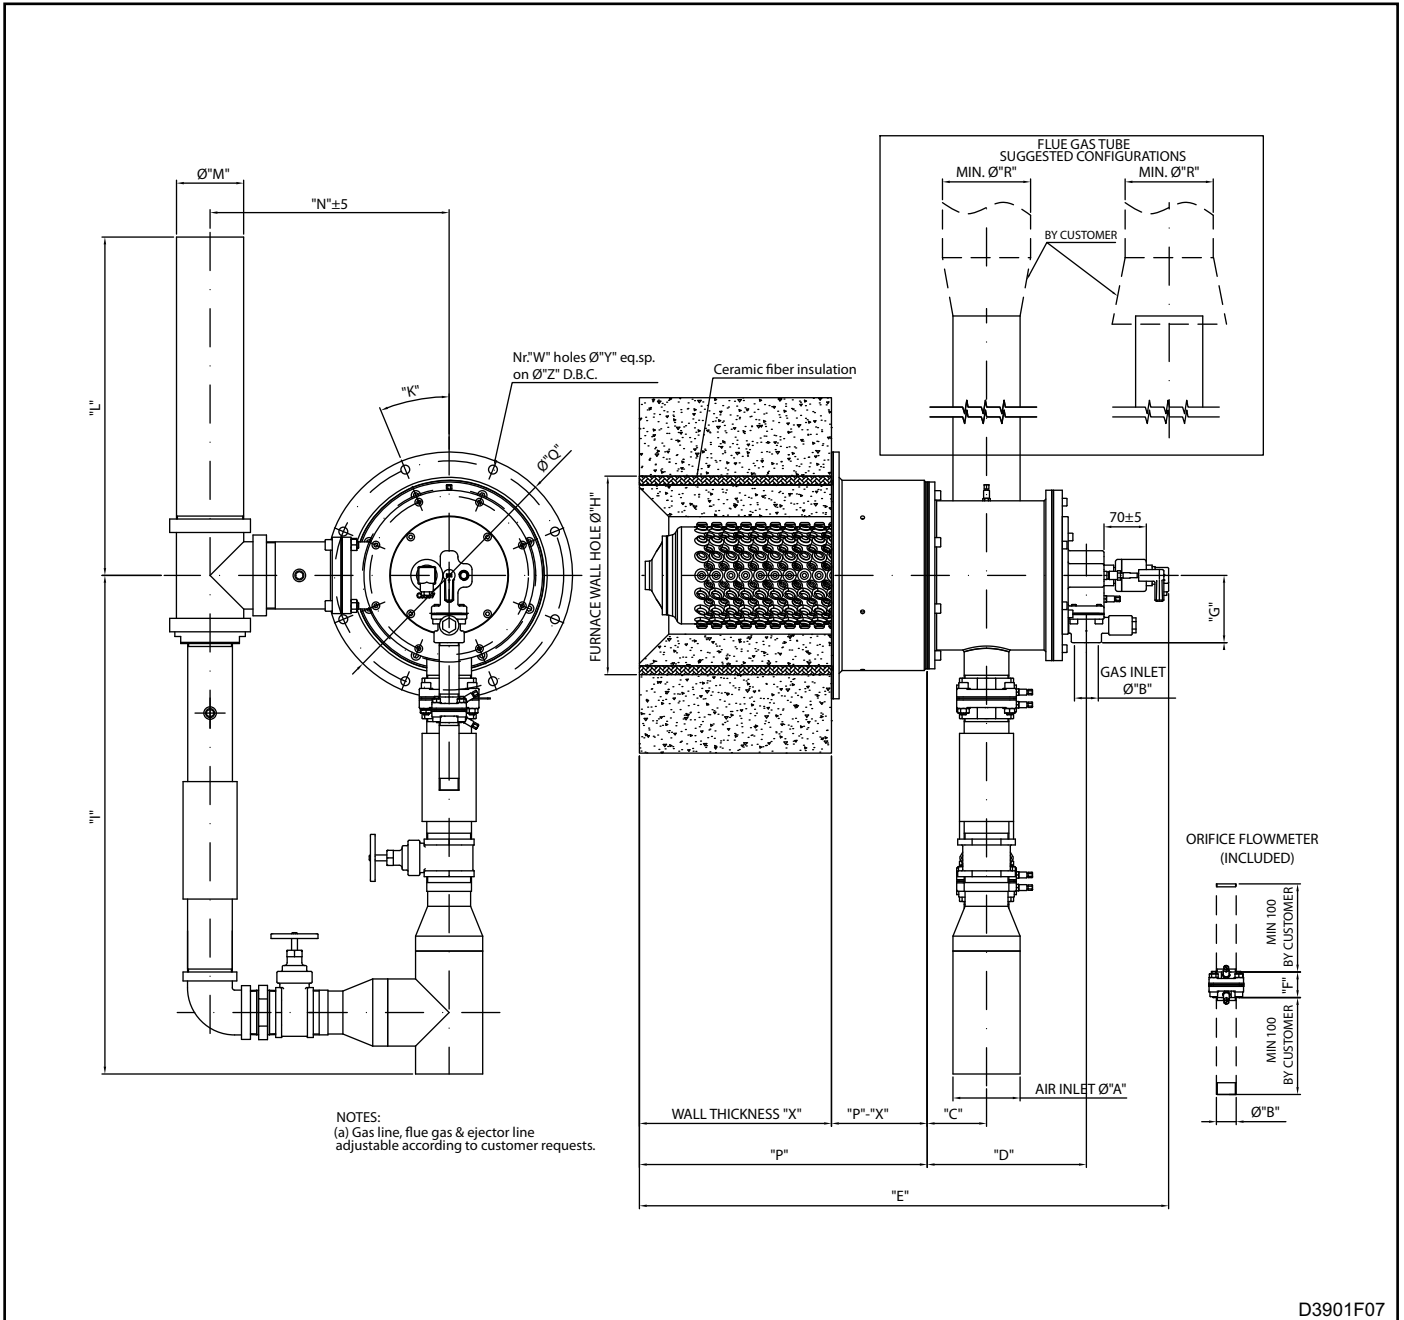 FLUE GAS TUBE
SUGGESTED CONFIGURATIONS
MIN. Ø"R"
MIN. Ø"R"
BY CUSTOMER
Ø"M"
"N"±5
Nr."W" holes Ø"Y" eq.sp.
on Ø"Z" D.B.C.
Ceramic fiber insulation
"K"
"L"
Ø"Q"
FURNACE WALL HOLE Ø"H"
70±5
"G"
GAS INLET
Ø"B"
"I"
ORIFICE FLOWMETER
(INCLUDED)
MIN 100
BY CUSTOMER
"F"
MIN 100
BY CUSTOMER
Ø"B"
AIR INLET Ø"A"
WALL THICKNESS "X"
"P"-"X"
"C"
"P"
"D"
"E"
NOTES:
(a) Gas line, flue gas & ejector line
adjustable according to customer requests.
D3901F07